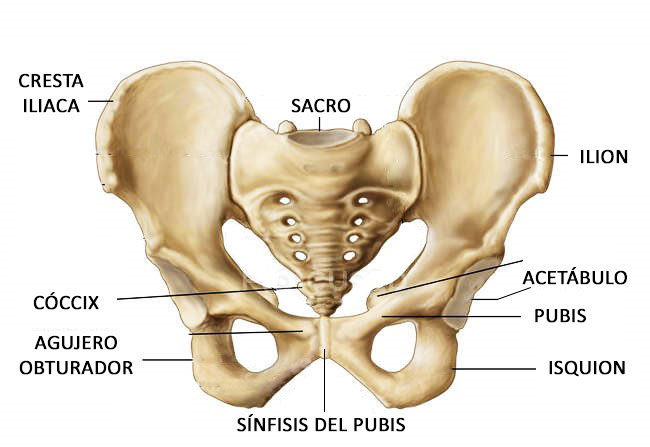 CRESTA
ILIACA
SACRO
ILION
CÓCCIX
ACETÁBULO
PUBIS
AGUJERO
OBTURADOR
ISQUION
SÍNFISIS DEL PUBIS